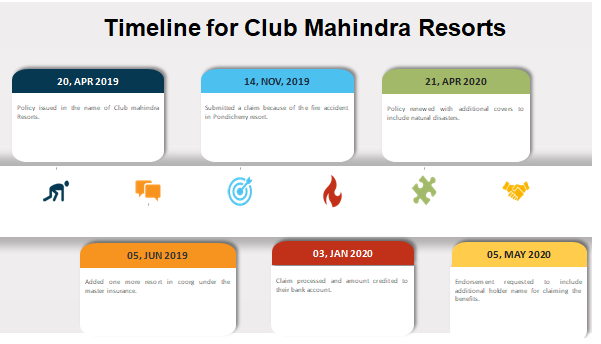 Timeline for Club Mahindra Resorts
20, APR 2019
Policy issued in the name of Club mahindra
Resorts.
14, NOV, 2019
Submitted a claim because of the fire accident
in Pondicherry resort.
21, APR 2020
Policy renewed with additional covers to
include natural disasters.
05, JUN 2019
Added one more resort in coorg under the
master insurance.
03, JAN 2020
Claim processed and amount credited to
their bank account.
05, MAY 2020
Endorsement requested to include
additional holder name for claiming the
benefits.